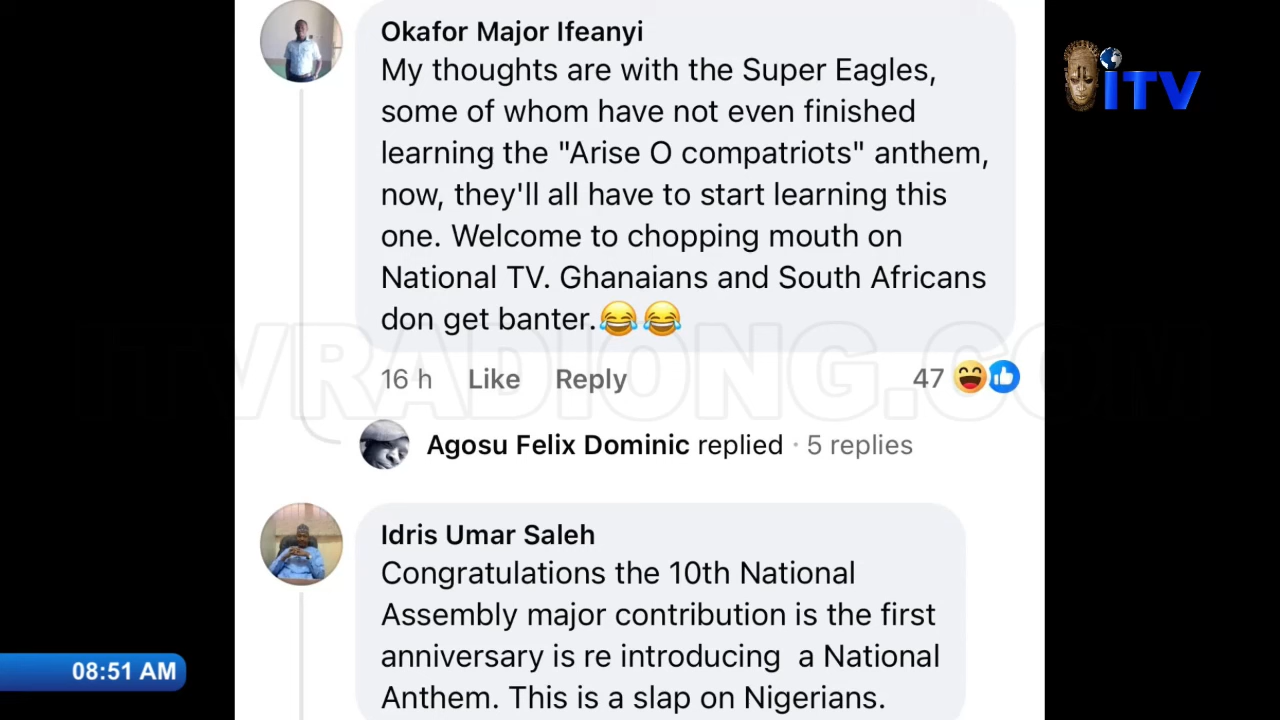 Okafor Major Ifeanyi
My thoughts are with the Super Eagles,
some of whom have not even finished
learning the "Arise O compatriots" anthem,
now, they'll all have to start learning this
one. Welcome to chopping mouth on
National TV. Ghanaians and South Africans
don get banter.😂😂
16 h Like Reply 47
Agosu Felix Dominic replied · 5 replies
Idris Umar Saleh
Congratulations the 10th National
Assembly major contribution is the first
anniversary is re introducing  a National
Anthem. This is a slap on Nigerians.
iTV
ITVRADIONG.COM
08:51 AM